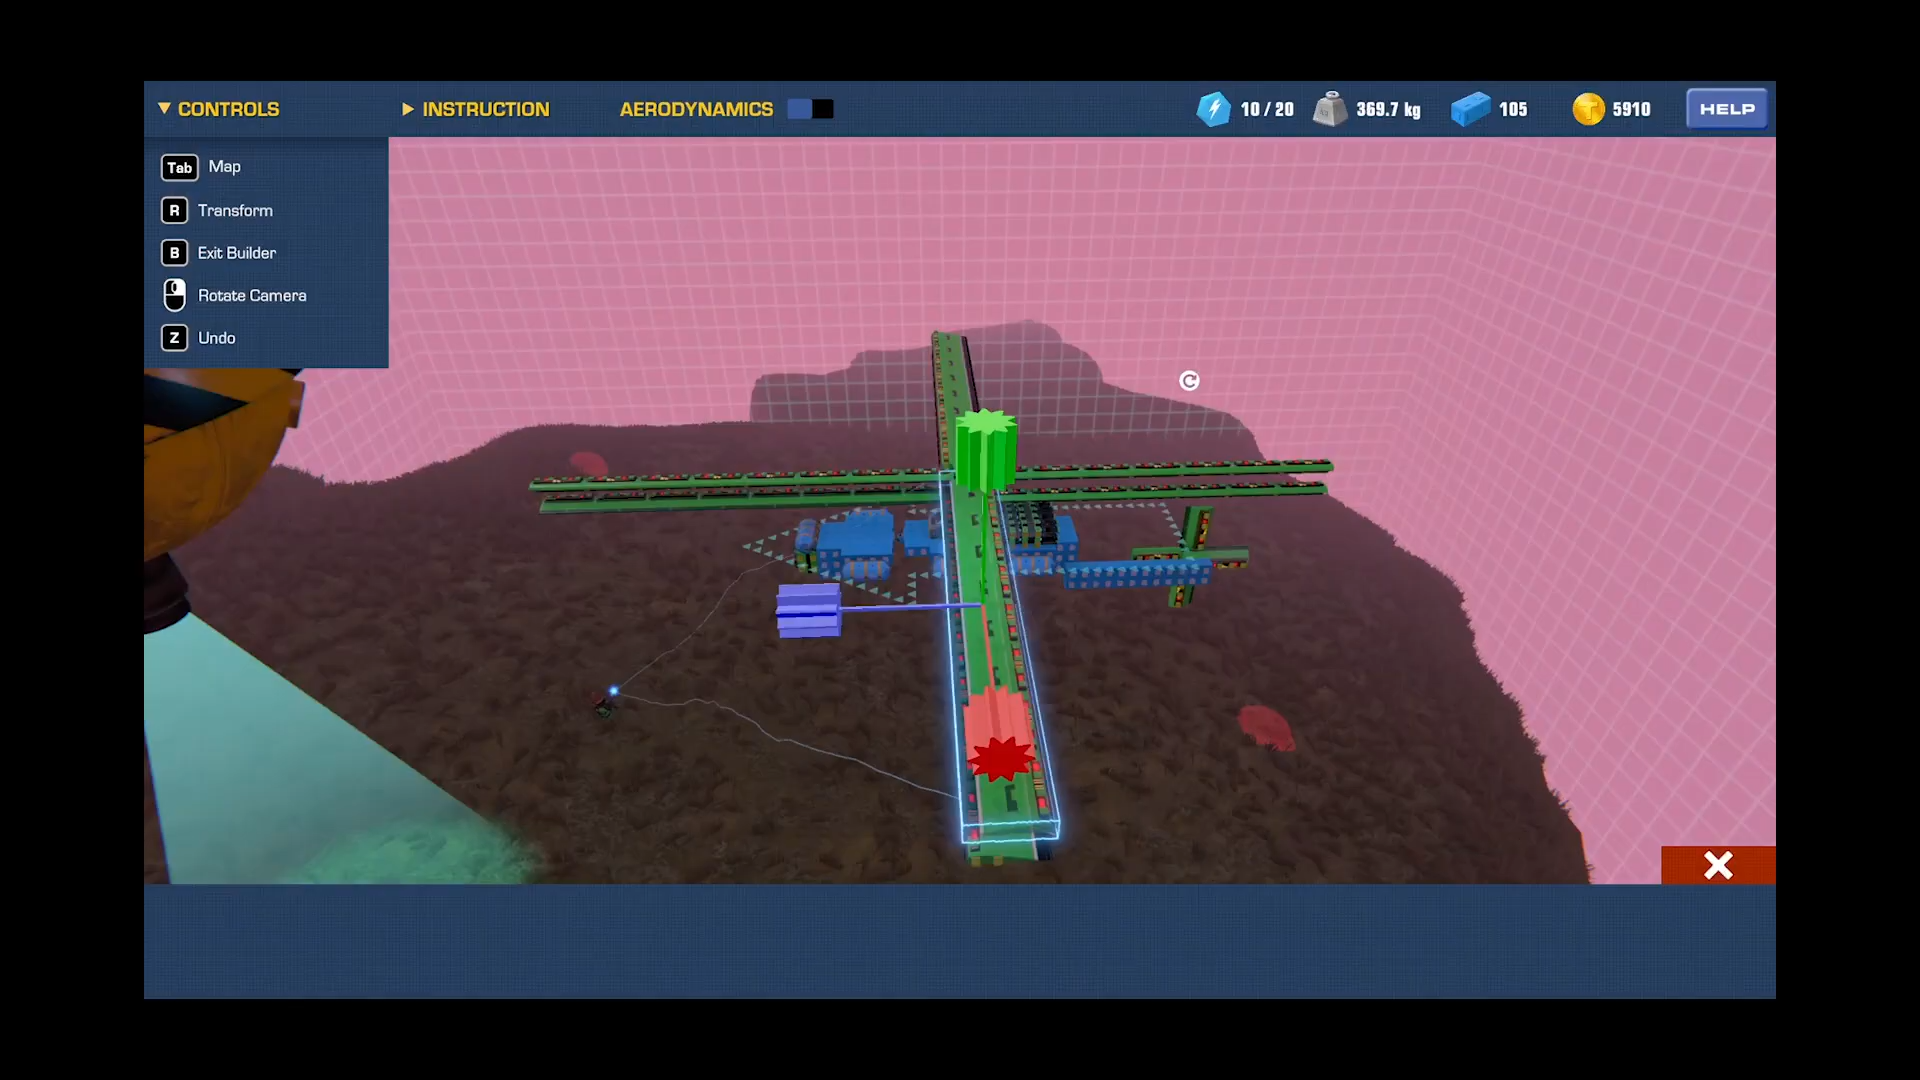 CONTROLS
INSTRUCTION
AERODYNAMICS
10 / 20
369.7 kg
105
5910
HELP
Tab Map
R Transform
B Exit Builder
Rotate Camera
Z Undo